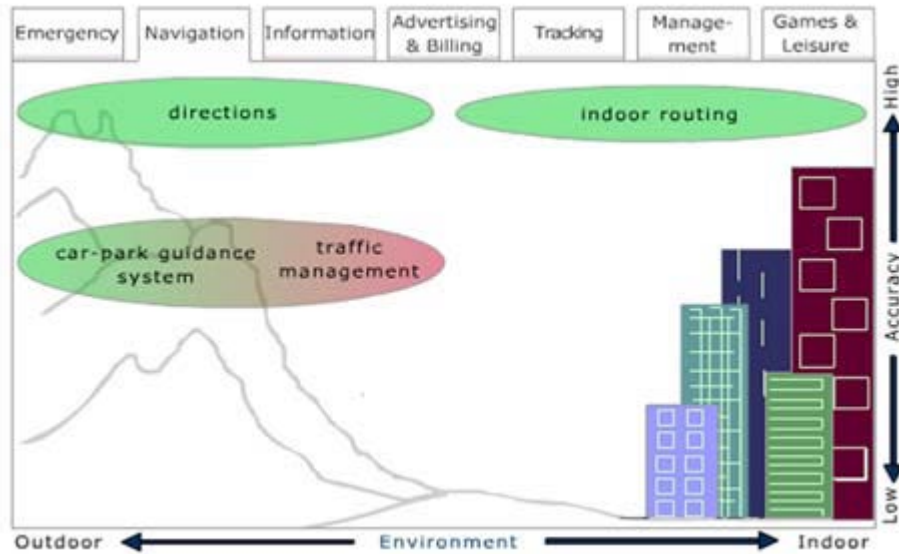 Emergency
Navigation
Information
Advertising
& Billing
Tracking
Manage-
ment
Games &
Leisure
directions
indoor routing
car-park guidance
system
traffic
management
High
Accuracy
Low
Outdoor
Environment
Indoor